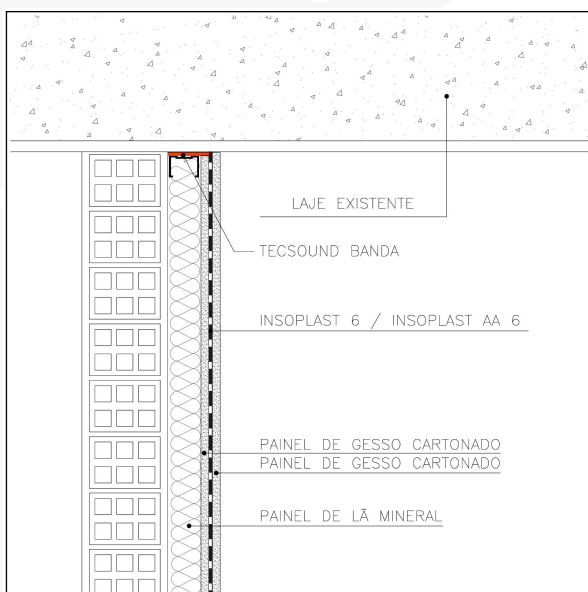 LAJE EXISTENTE
TECSOUND BANDA
INSOPLAST 6 / INSOPLAST AA 6
PAINEL DE GESSO CARTONADO
PAINEL DE GESSO CARTONADO
PAINEL DE LÃ MINERAL